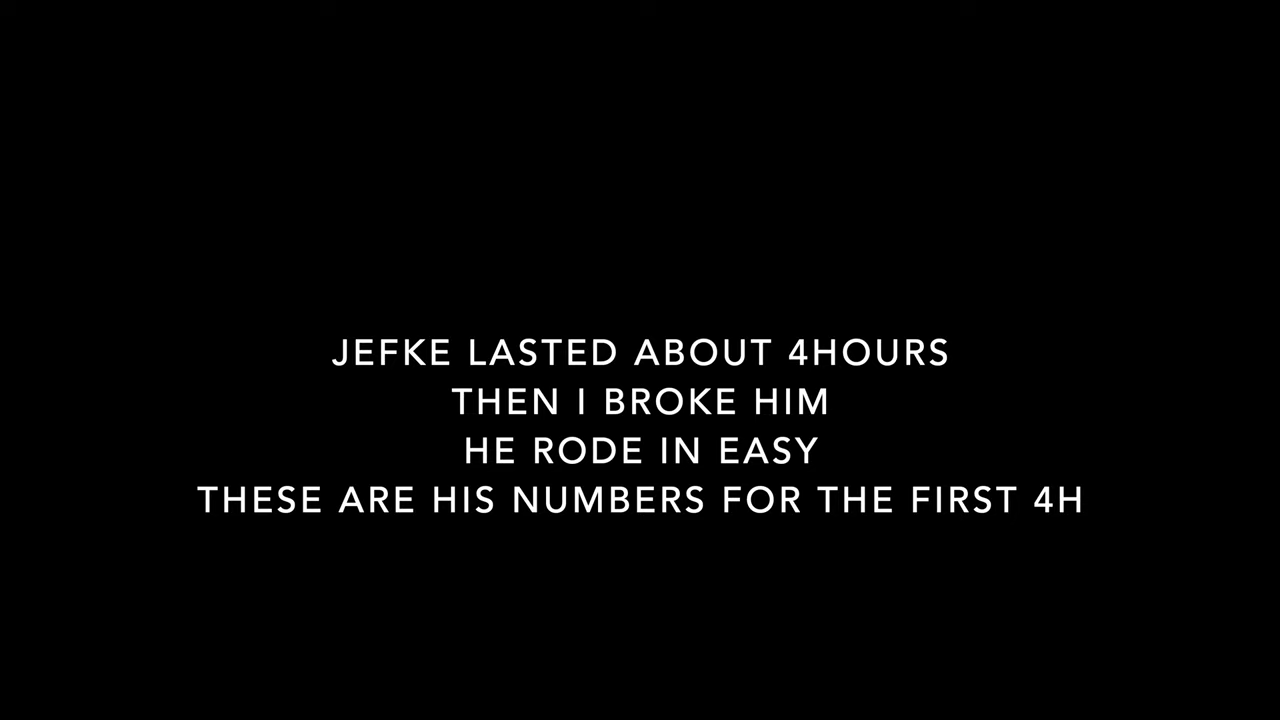 JEFKE LASTED ABOUT 4HOURS
THEN I BROKE HIM
HE RODE IN EASY
THESE ARE HIS NUMBERS FOR THE FIRST 4H